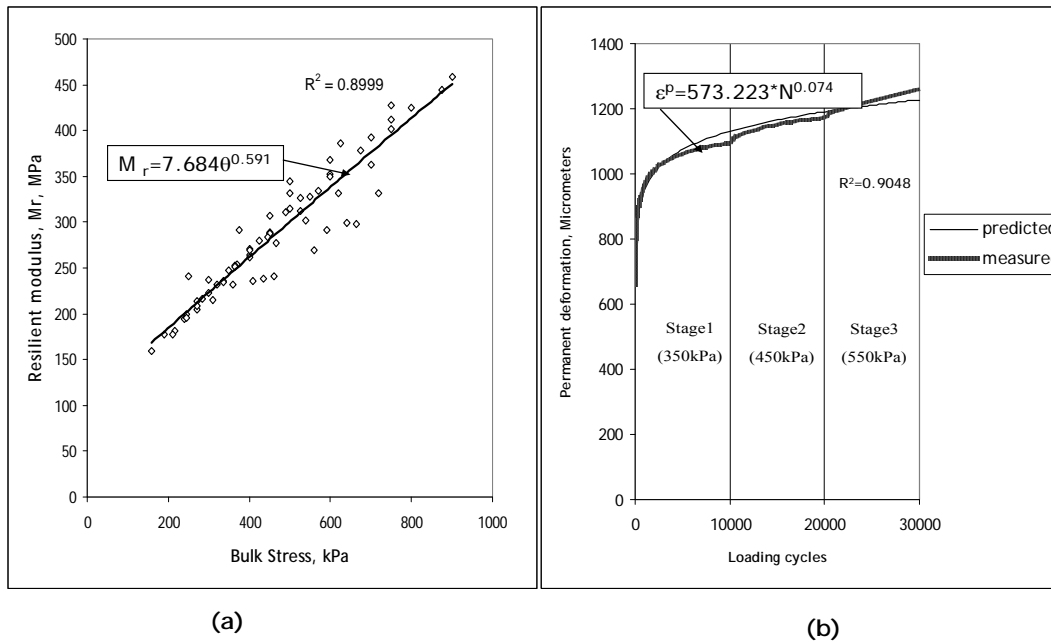 Resilient modulus, Mr, MPa
500
450
400
350
300
250
200
150
100
50
0
R² = 0.8999
M r=7.684θ0.591
0 200 400 600 800 1000
Bulk Stress, kPa
(a)
Permanent deformation, Micrometers
1400
1200
1000
800
600
400
200
0
εp=573.223*N0.074
R²=0.9048
Stage1
(350kPa)
Stage2
(450kPa)
Stage3
(550kPa)
predicted
measure
0 10000 20000 30000
Loading cycles
(b)